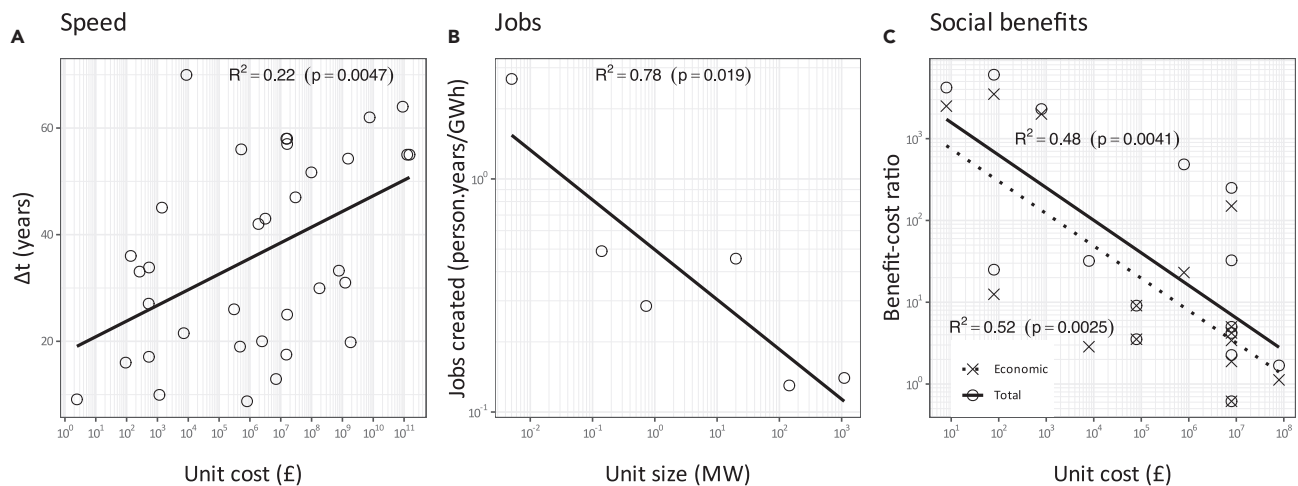 A
Speed
R² = 0.22 (p = 0.0047)
Δt (years)
60
40
20
10⁰ 10¹ 10² 10³ 10⁴ 10⁵ 10⁶ 10⁷ 10⁸ 10⁹ 10¹⁰ 10¹¹
Unit cost (£)
B
Jobs
R² = 0.78 (p = 0.019)
Jobs created (person.years/GWh)
10⁰
10⁻¹
10⁻² 10⁻¹ 10⁰ 10¹ 10² 10³
Unit size (MW)
C
Social benefits
R² = 0.48 (p = 0.0041)
Benefit-cost ratio
10³
10²
10¹
10⁰
R² = 0.52 (p = 0.0025)
Economic
Total
10¹ 10² 10³ 10⁴ 10⁵ 10⁶ 10⁷ 10⁸
Unit cost (£)